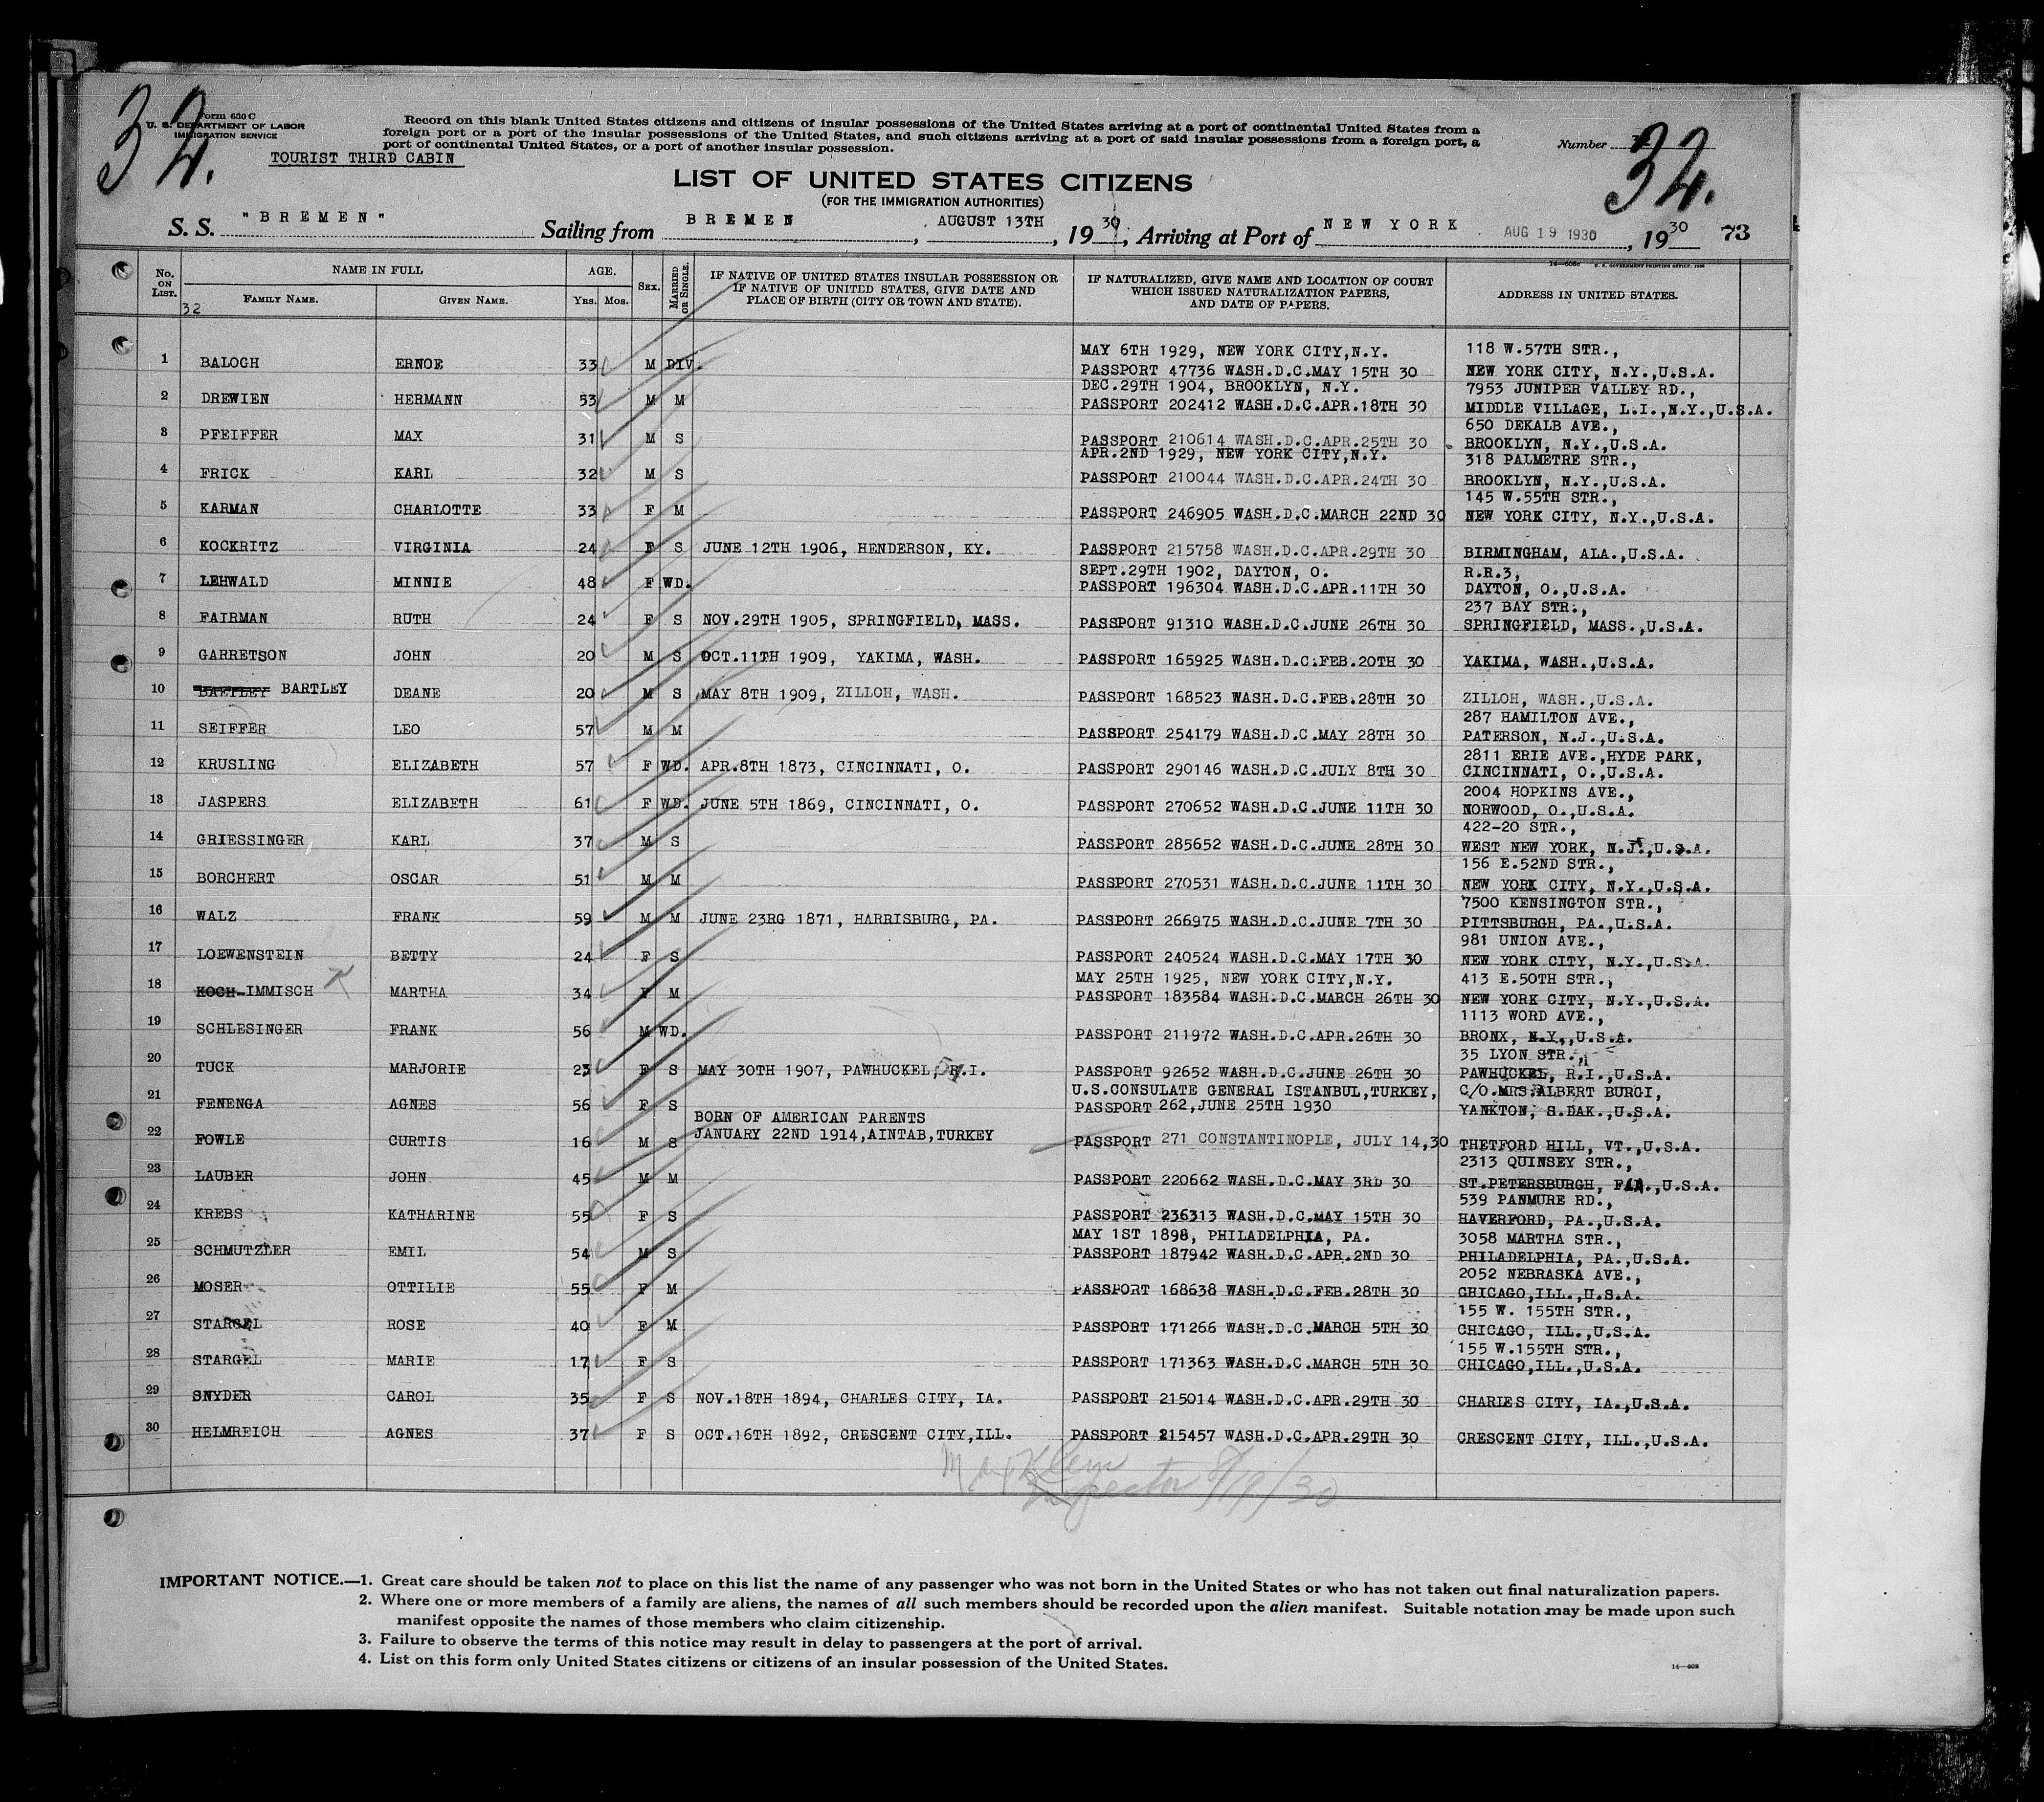 32.
Form 630 C
U. S. DEPARTMENT OF LABOR
IMMIGRATION SERVICE
TOURIST THIRD CABIN
Record on this blank United States citizens and citizens of insular possessions of the United States arriving at a port of continental United States from a
foreign port or a port of the insular possessions of the United States, and such citizens arriving at a port of said insular possessions from a foreign port, a
port of continental United States, or a port of another insular possession.
Number
32.
LIST OF UNITED STATES CITIZENS
(FOR THE IMMIGRATION AUTHORITIES)
S. S. "BREMEN" Sailing from BREMEN, AUGUST 13TH, 1930, Arriving at Port of NEW YORK AUG 19 1930, 1930 73
No. ON LIST. NAME IN FULL FAMILY NAME. GIVEN NAME. AGE. Yrs. Mos. SEX. MARRIED OR SINGLE. IF NATIVE OF UNITED STATES INSULAR POSSESSION OR IF NATIVE OF UNITED STATES, GIVE DATE AND PLACE OF BIRTH (CITY OR TOWN AND STATE). IF NATURALIZED, GIVE NAME AND LOCATION OF COURT WHICH ISSUED NATURALIZATION PAPERS, AND DATE OF PAPERS. ADDRESS IN UNITED STATES.
32
MAY 6TH 1929, NEW YORK CITY,N.Y. 118 W.57TH STR.,
1 BALOGH ERNOE 33 M DIV. PASSPORT 47736 WASH.D.C.MAY 15TH 30 NEW YORK CITY, N.Y.,U.S.A.
DEC.29TH 1904, BROOKLYN, N.Y. 7953 JUNIPER VALLEY RD.,
2 DREWIEN HERMANN 53 M M PASSPORT 202412 WASH.D.C.APR.18TH 30 MIDDLE VILLAGE, L.I.,N.Y.,U.S.A.
650 DEKALB AVE.,
3 PFEIFFER MAX 31 M S PASSPORT 210614 WASH.D.C.APR.25TH 30 BROOKLYN, N.Y.,U.S.A.
APR.2ND 1929, NEW YORK CITY,N.Y. 318 PALMETRE STR.,
4 FRICK KARL 32 M S PASSPORT 210044 WASH.D.C.APR.24TH 30 BROOKLYN, N.Y.,U.S.A.
145 W.55TH STR.,
5 KARMAN CHARLOTTE 33 F M PASSPORT 246905 WASH.D.C.MARCH 22ND 30 NEW YORK CITY, N.Y.,U.S.A.
6 KOCKRITZ VIRGINIA 24 F S JUNE 12TH 1906, HENDERSON, KY. PASSPORT 215758 WASH.D.C.APR.29TH 30 BIRMINGHAM, ALA.,U.S.A.
SEPT.29TH 1902, DAYTON, O. R.R.3,
7 LEHWALD MINNIE 48 F WD. PASSPORT 196304 WASH.D.C.APR.11TH 30 DAYTON, O.,U.S.A.
237 BAY STR.,
8 FAIRMAN RUTH 24 F S NOV.29TH 1905, SPRINGFIELD, MASS. PASSPORT 91310 WASH.D.C.JUNE 26TH 30 SPRINGFIELD, MASS.,U.S.A.
9 GARRETSON JOHN 20 M S OCT.11TH 1909, YAKIMA, WASH. PASSPORT 165925 WASH.D.C.FEB.20TH 30 YAKIMA, WASH.,U.S.A.
10 BARTLEY DEANE 20 M S MAY 8TH 1909, ZILLOH, WASH. PASSPORT 168523 WASH.D.C.FEB.28TH 30 ZILLOH, WASH.,U.S.A.
287 HAMILTON AVE.,
11 SEIFFER LEO 57 M M PASSPORT 254179 WASH.D.C.MAY 28TH 30 PATERSON, N.J.,U.S.A.
2811 ERIE AVE.,HYDE PARK,
12 KRUSLING ELIZABETH 57 F WD. APR.8TH 1873, CINCINNATI, O. PASSPORT 290146 WASH.D.C.JULY 8TH 30 CINCINNATI, O.,U.S.A.
2004 HOPKINS AVE.,
13 JASPERS ELIZABETH 61 F WD. JUNE 5TH 1869, CINCINNATI, O. PASSPORT 270652 WASH.D.C.JUNE 11TH 30 NORWOOD, O.,U.S.A.
422-20 STR.,
14 GRIESSINGER KARL 37 M S PASSPORT 285652 WASH.D.C.JUNE 28TH 30 WEST NEW YORK, N.J.,U.S.A.
156 E.52ND STR.,
15 BORCHERT OSCAR 51 M M PASSPORT 270531 WASH.D.C.JUNE 11TH 30 NEW YORK CITY, N.Y.,U.S.A.
7500 KENSINGTON STR.,
16 WALZ FRANK 59 M M JUNE 23RG 1871, HARRISBURG, PA. PASSPORT 266975 WASH.D.C.JUNE 7TH 30 PITTSBURGH, PA.,U.S.A.
981 UNION AVE.,
17 LOEWENSTEIN BETTY 24 F S PASSPORT 240524 WASH.D.C.MAY 17TH 30 NEW YORK CITY, N.Y.,U.S.A.
MAY 25TH 1925, NEW YORK CITY,N.Y. 413 E.50TH STR.,
18 KOCH-IMMISCH MARTHA 34 F M PASSPORT 183584 WASH.D.C.MARCH 26TH 30 NEW YORK CITY, N.Y.,U.S.A.
1113 WORD AVE.,
19 SCHLESINGER FRANK 56 M WD. PASSPORT 211972 WASH.D.C.APR.26TH 30 BRONX, N.Y.,U.S.A.
35 LYON STR.,
20 TUCK MARJORIE 23 F S MAY 30TH 1907, PAWHUCKEL, R.I. PASSPORT 92652 WASH.D.C.JUNE 26TH 30 PAWHUCKEL, R.I.,U.S.A.
U.S.CONSULATE GENERAL ISTANBUL,TURKEY, C/O.MRS.ALBERT BURGI,
21 FENENGA AGNES 56 F S PASSPORT 262,JUNE 25TH 1930 YANKTON, S.DAK.,U.S.A.
BORN OF AMERICAN PARENTS
22 FOWLE CURTIS 16 M S JANUARY 22ND 1914,AINTAB,TURKEY PASSPORT 271 CONSTANTINOPLE, JULY 14,30 THETFORD HILL, VT.,U.S.A.
2313 QUINSEY STR.,
23 LAUBER JOHN 45 M M PASSPORT 220662 WASH.D.C.MAY 3RD 30 ST.PETERSBURGH, FLA.,U.S.A.
539 PANMURE RD.,
24 KREBS KATHARINE 55 F S PASSPORT 236313 WASH.D.C.MAY 15TH 30 HAVERFORD, PA.,U.S.A.
MAY 1ST 1898, PHILADELPHIA, PA. 3058 MARTHA STR.,
25 SCHMUTZLER EMIL 54 M S PASSPORT 187942 WASH.D.C.APR.2ND 30 PHILADELPHIA, PA.,U.S.A.
2052 NEBRASKA AVE.,
26 MOSER OTTILIE 55 F M PASSPORT 168638 WASH.D.C.FEB.28TH 30 CHICAGO,ILL.,U.S.A.
155 W. 155TH STR.,
27 STARGEL ROSE 40 F M PASSPORT 171266 WASH.D.C.MARCH 5TH 30 CHICAGO, ILL.,U.S.A.
155 W.155TH STR.,
28 STARGEL MARIE 17 F S PASSPORT 171363 WASH.D.C.MARCH 5TH 30 CHICAGO,ILL.,U.S.A.
29 SNYDER CAROL 35 F S NOV.18TH 1894, CHARLES CITY, IA. PASSPORT 215014 WASH.D.C.APR.29TH 30 CHARLES CITY, IA.,U.S.A.
30 HELMREICH AGNES 37 F S OCT.16TH 1892, CRESCENT CITY,ILL. PASSPORT 215457 WASH.D.C.APR.29TH 30 CRESCENT CITY, ILL.,U.S.A.
Inspector 8/19/30
IMPORTANT NOTICE.—1. Great care should be taken not to place on this list the name of any passenger who was not born in the United States or who has not taken out final naturalization papers.
2. Where one or more members of a family are aliens, the names of all such members should be recorded upon the alien manifest. Suitable notation may be made upon such
manifest opposite the names of those members who claim citizenship.
3. Failure to observe the terms of this notice may result in delay to passengers at the port of arrival.
4. List on this form only United States citizens or citizens of an insular possession of the United States.